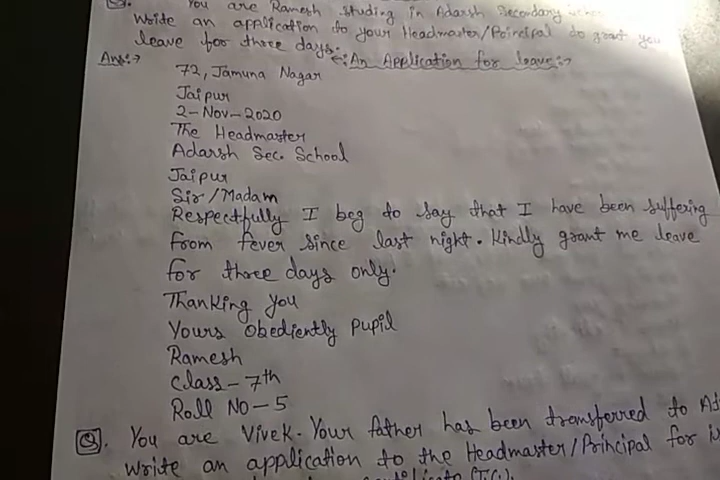 You are Ramesh studing in Adarsh Secondary
Write an application to your Headmaster/Principal do grant you
leave for three days.
Ans:→ ←:An Application for leave:→
72, Jamuna Nagar
Jaipur
2-Nov-2020
The Headmaster
Adarsh Sec. School
Jaipur
Sir/Madam
Respectfully I beg to say that I have been suffering
from fever since last night. Kindly grant me leave
for three days only.
Thanking you
Yours obediently pupil
Ramesh
Class-7th
Roll No-5
Q. You are Vivek. Your father has been transferred to
Write an application to the Headmaster/Principal for
(T.C.).